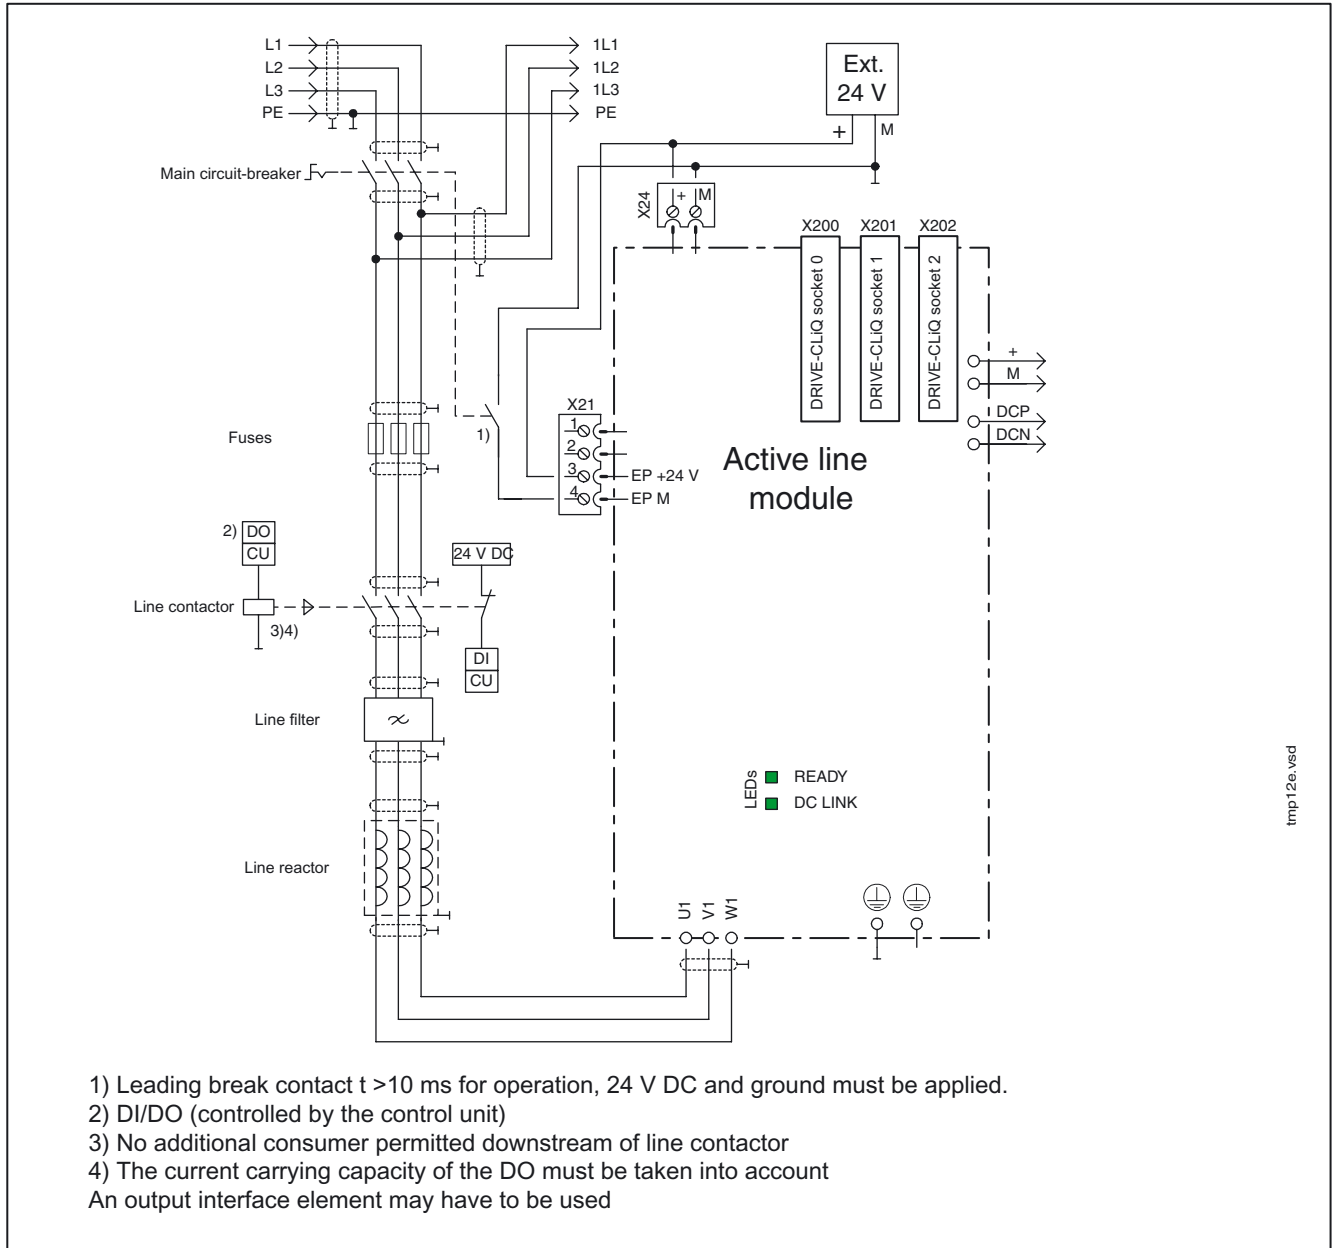 L1 1L1
L2 1L2
L3 1L3
PE PE
Ext.
24 V
+ M
Main circuit-breaker
X24
+ M
X200 X201 X202
DRIVE-CLiQ socket 0
DRIVE-CLiQ socket 1
DRIVE-CLiQ socket 2
+
M
DCP
DCN
X21
1
2
3 EP +24 V
4 EP M
1)
Fuses
Active line
module
2) DO
CU
24 V DC
Line contactor
3)4)
DI
CU
Line filter
LEDs
READY
DC LINK
tmp12e.vsd
Line reactor
U1 V1 W1
1) Leading break contact t >10 ms for operation, 24 V DC and ground must be applied.
2) DI/DO (controlled by the control unit)
3) No additional consumer permitted downstream of line contactor
4) The current carrying capacity of the DO must be taken into account
An output interface element may have to be used